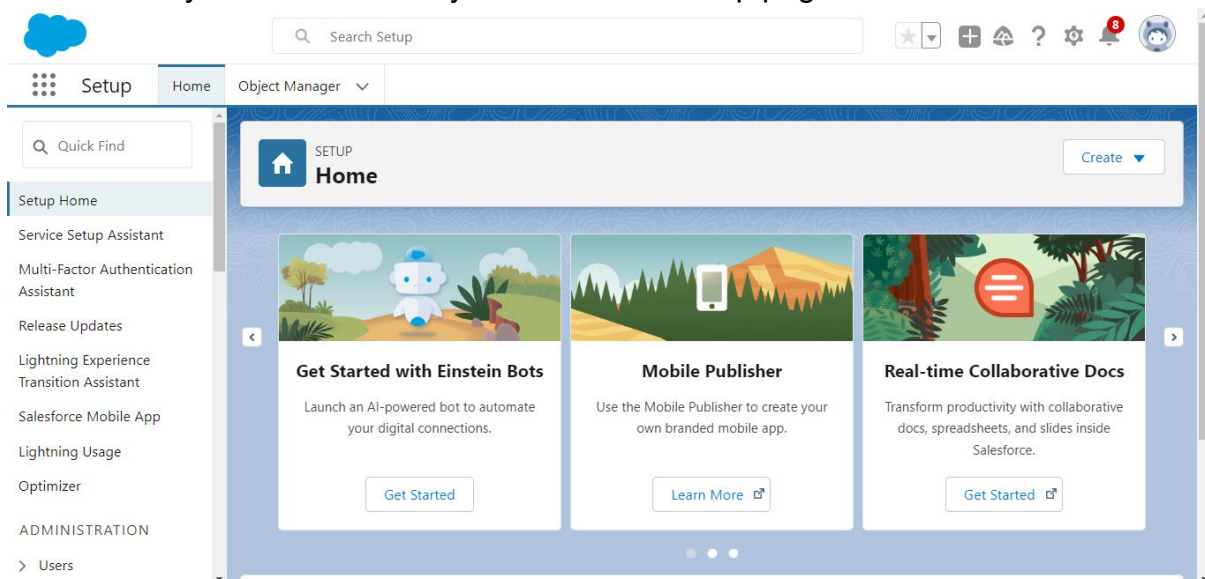 Search Setup
8
Setup
Home
Object Manager
Quick Find
SETUP
Home
Create
Setup Home
Service Setup Assistant
Multi-Factor Authentication
Assistant
Release Updates
Lightning Experience
Transition Assistant
Salesforce Mobile App
Lightning Usage
Optimizer
ADMINISTRATION
Users
Get Started with Einstein Bots
Launch an AI-powered bot to automate
your digital connections.
Get Started
Mobile Publisher
Use the Mobile Publisher to create your
own branded mobile app.
Learn More
Real-time Collaborative Docs
Transform productivity with collaborative
docs, spreadsheets, and slides inside
Salesforce.
Get Started